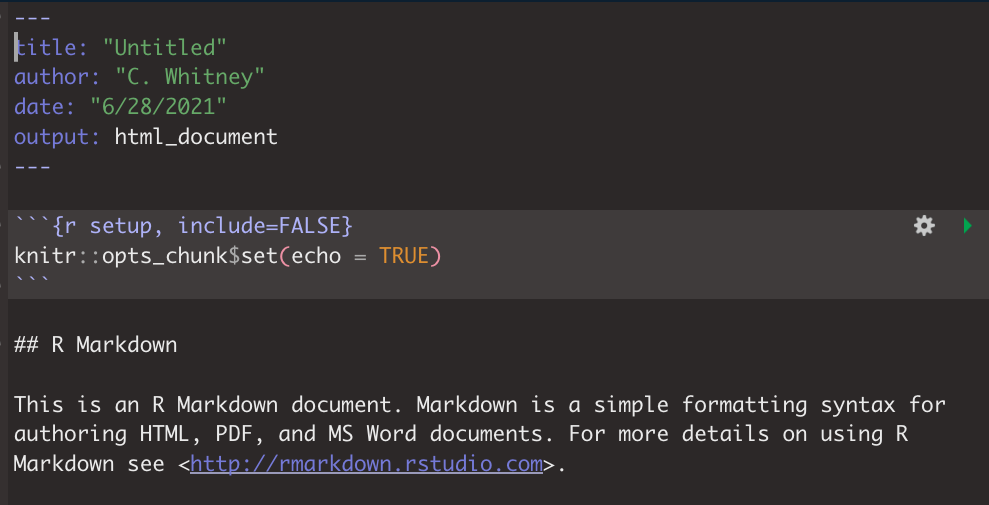 ---
title: "Untitled"
author: "C. Whitney"
date: "6/28/2021"
output: html_document
---
```{r setup, include=FALSE}
knitr::opts_chunk$set(echo = TRUE)
```
## R Markdown
This is an R Markdown document. Markdown is a simple formatting syntax for
authoring HTML, PDF, and MS Word documents. For more details on using R
Markdown see <http://rmarkdown.rstudio.com>.